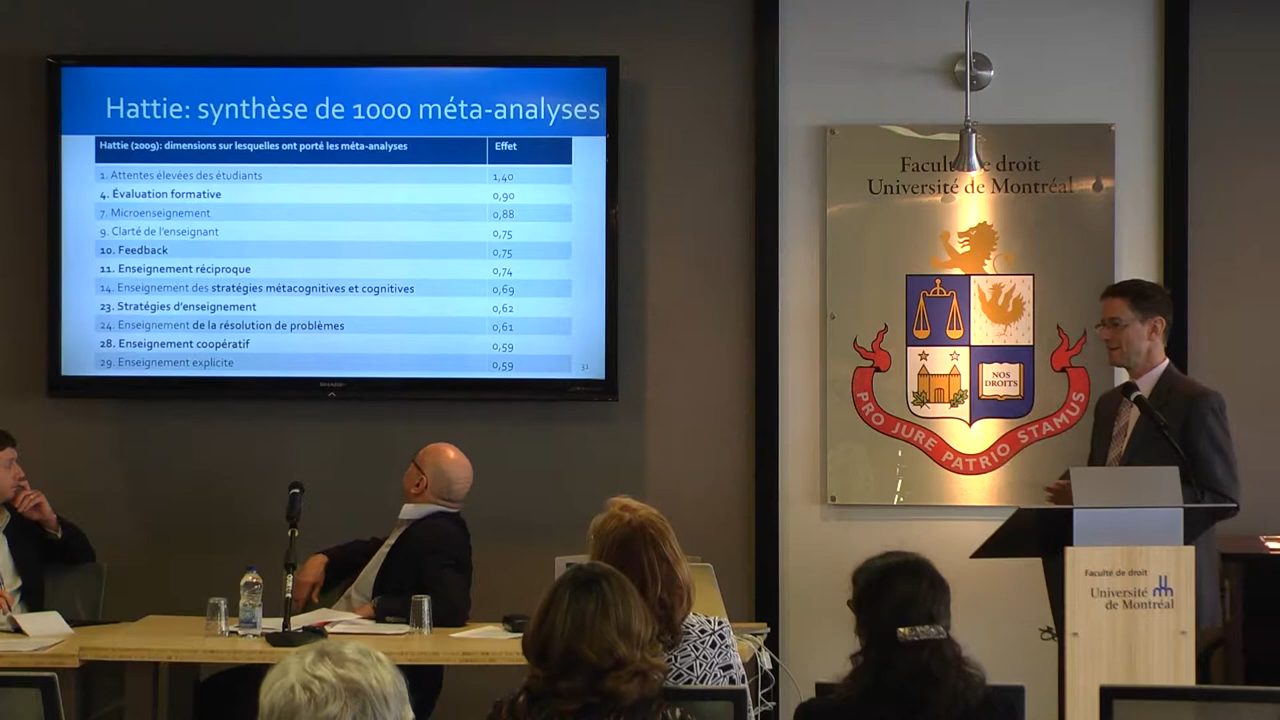 Hattie: synthèse de 1000 méta-analyses
Hattie (2009): dimensions sur lesquelles ont porté les méta-analyses Effet
1. Attentes élevées des étudiants 1,40
4. Évaluation formative 0,90
7. Microenseignement 0,88
9. Clarté de l'enseignant 0,75
10. Feedback 0,75
11. Enseignement réciproque 0,74
14. Enseignement des stratégies métacognitives et cognitives 0,69
23. Stratégies d'enseignement 0,62
24. Enseignement de la résolution de problèmes 0,61
28. Enseignement coopératif 0,59
29. Enseignement explicite 0,59
31
SHARP
Faculté de droit
Université de Montréal
NOS
DROITS
PRO JURE PATRIO STAMUS
Faculté de droit
Université
de Montréal